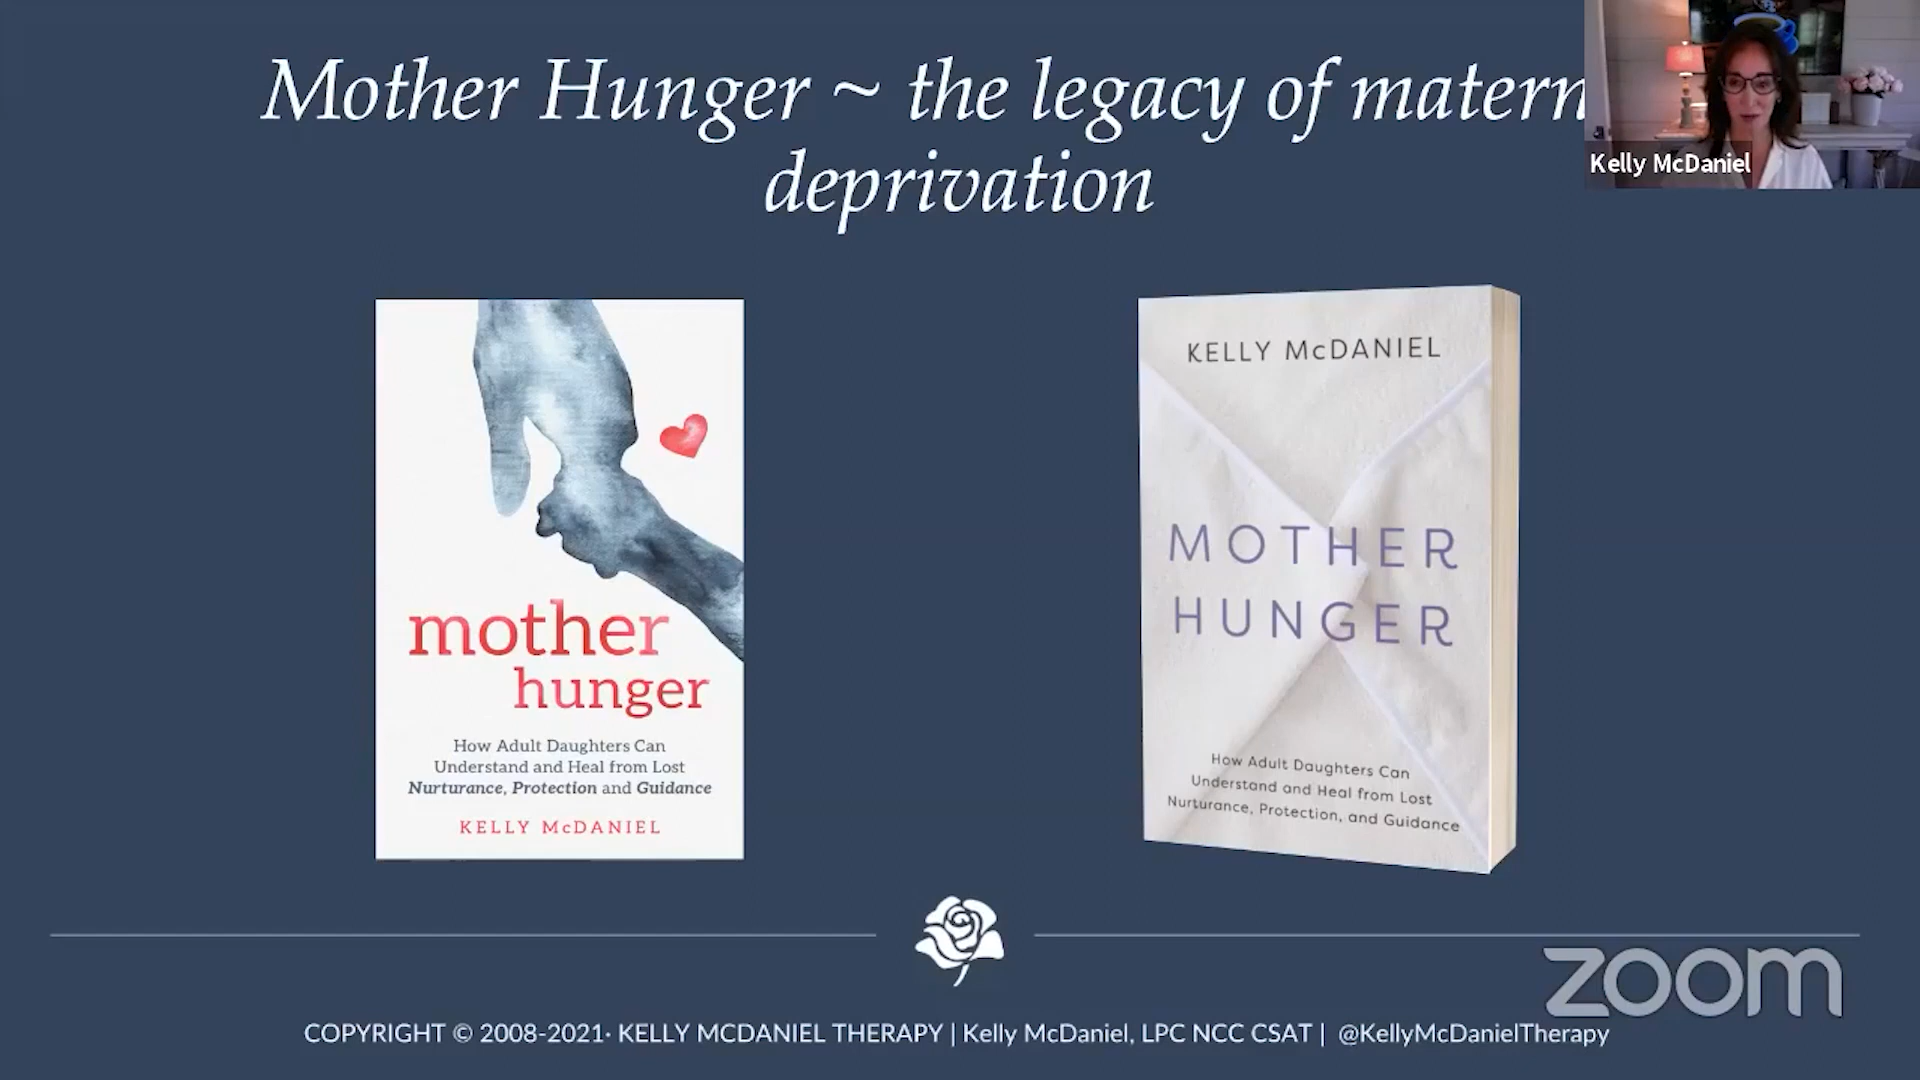 Mother Hunger ~ the legacy of matern
deprivation
Kelly McDaniel
mother
hunger
How Adult Daughters Can
Understand and Heal from Lost
Nurturance, Protection and Guidance
KELLY McDANIEL
KELLY McDANIEL
MOTHER
HUNGER
How Adult Daughters Can
Understand and Heal from Lost
Nurturance, Protection, and Guidance
zoom
COPYRIGHT © 2008-2021· KELLY MCDANIEL THERAPY | Kelly McDaniel, LPC NCC CSAT | @KellyMcDanielTherapy